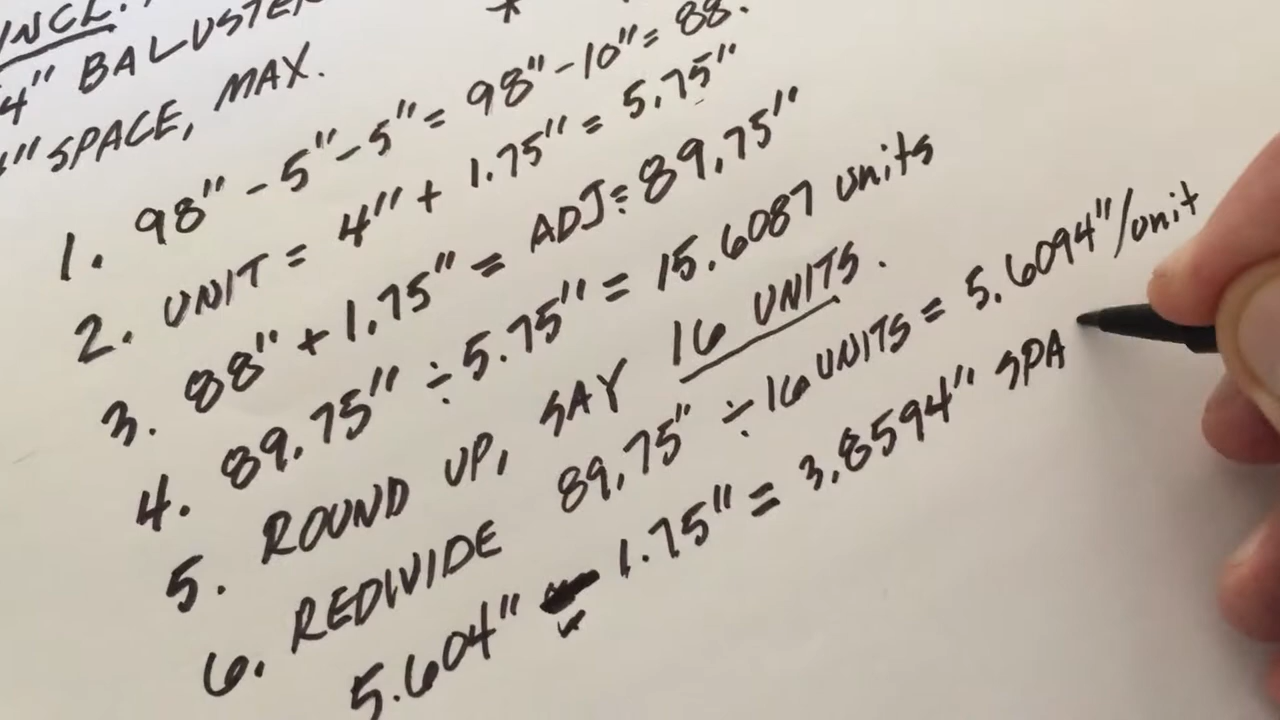 INCL.
4" BALUSTER *
"SPACE, MAX.
1. 98" - 5" - 5" = 98" - 10" = 88.
2. UNIT = 4" + 1.75" = 5.75"
3. 88" + 1.75" = ADJ: 89.75"
4. 89.75" ÷ 5.75" = 15.6087 units
5. ROUND UP, SAY 16 UNITS.
6. REDIVIDE 89.75" ÷ 16 UNITS = 5.6094"/unit
5.604" - 1.75" = 3.8594" SPA